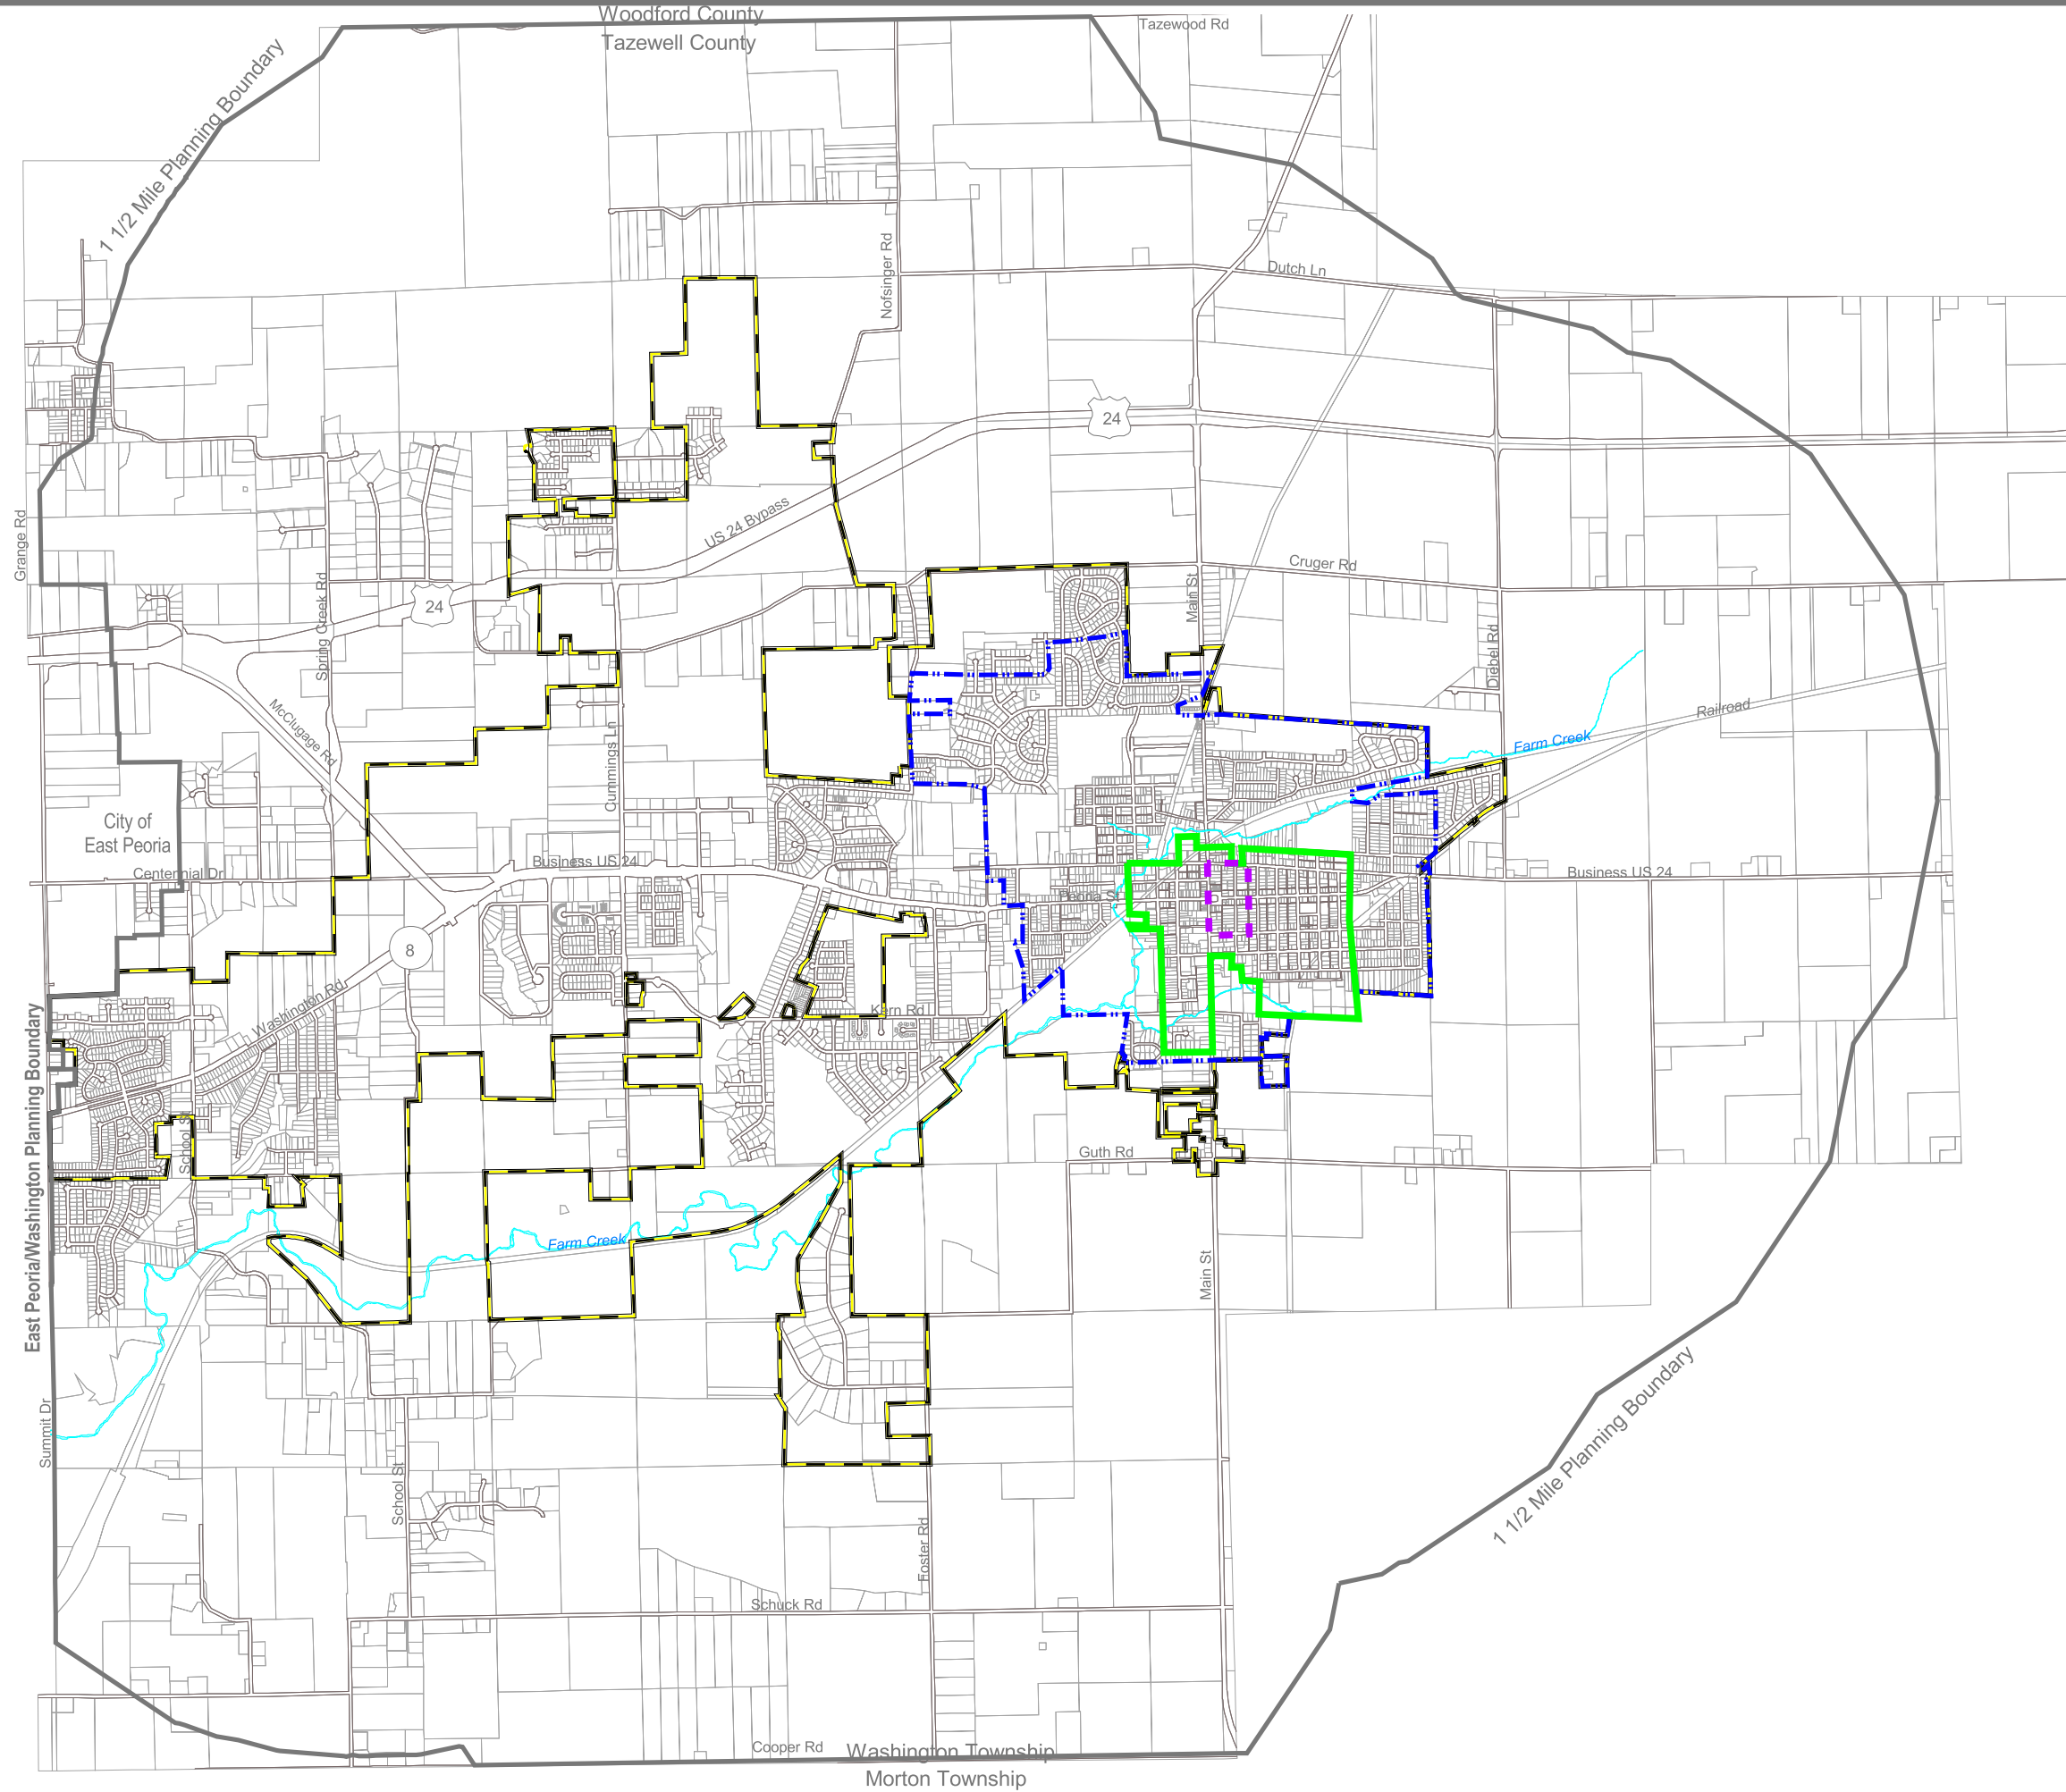 Woodford County
Tazewell County
Tazewood Rd
1 1/2 Mile Planning Boundary
Nofsinger Rd
Dutch Ln
24
US 24 Bypass
Grange Rd
Cruger Rd
Spring Creek Rd
24
Main St
Diebel Rd
McClugage Rd
Cummings Ln
Railroad
Farm Creek
City of
East Peoria
Centennial Dr
Business US 24
Business US 24
Peoria St
8
Washington Rd
Kern Rd
East Peoria/Washington Planning Boundary
School St
Guth Rd
Farm Creek
Main St
Summit Dr
School St
Foster Rd
1 1/2 Mile Planning Boundary
Schuck Rd
Cooper Rd
Washington Township
Morton Township